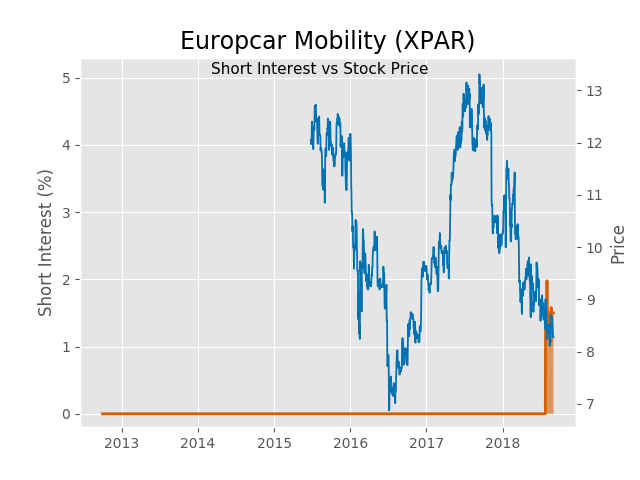 Europcar Mobility (XPAR)
Short Interest vs Stock Price
Short Interest (%)
5
4
3
2
1
0
13
12
11
10
9
8
7
Price
2013 2014 2015 2016 2017 2018